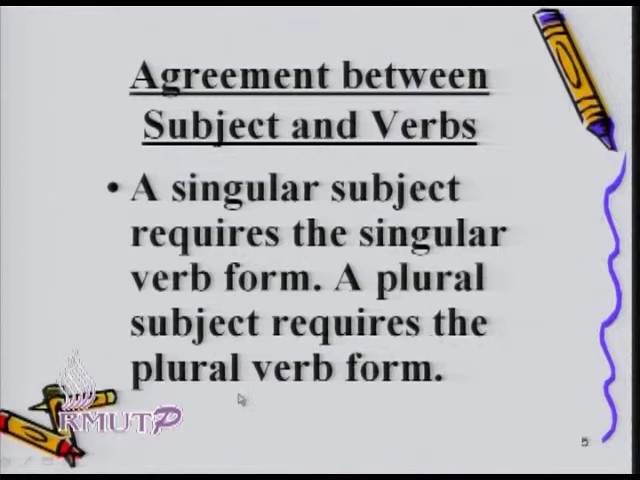 Agreement between
Subject and Verbs
• A singular subject
requires the singular
verb form. A plural
subject requires the
plural verb form.
RMUTP
5